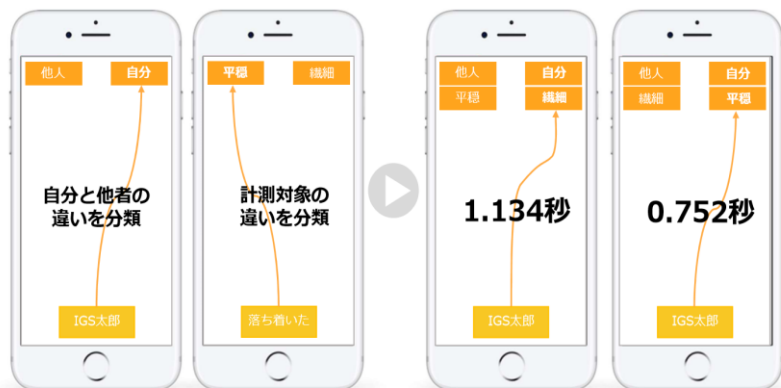 他人 自分
自分と他者の
違いを分類
IGS太郎
平穏 繊細
計測対象の
違いを分類
落ち着いた
他人 自分
平穏 繊細
1.134秒
IGS太郎
他人 自分
繊細 平穏
0.752秒
IGS太郎